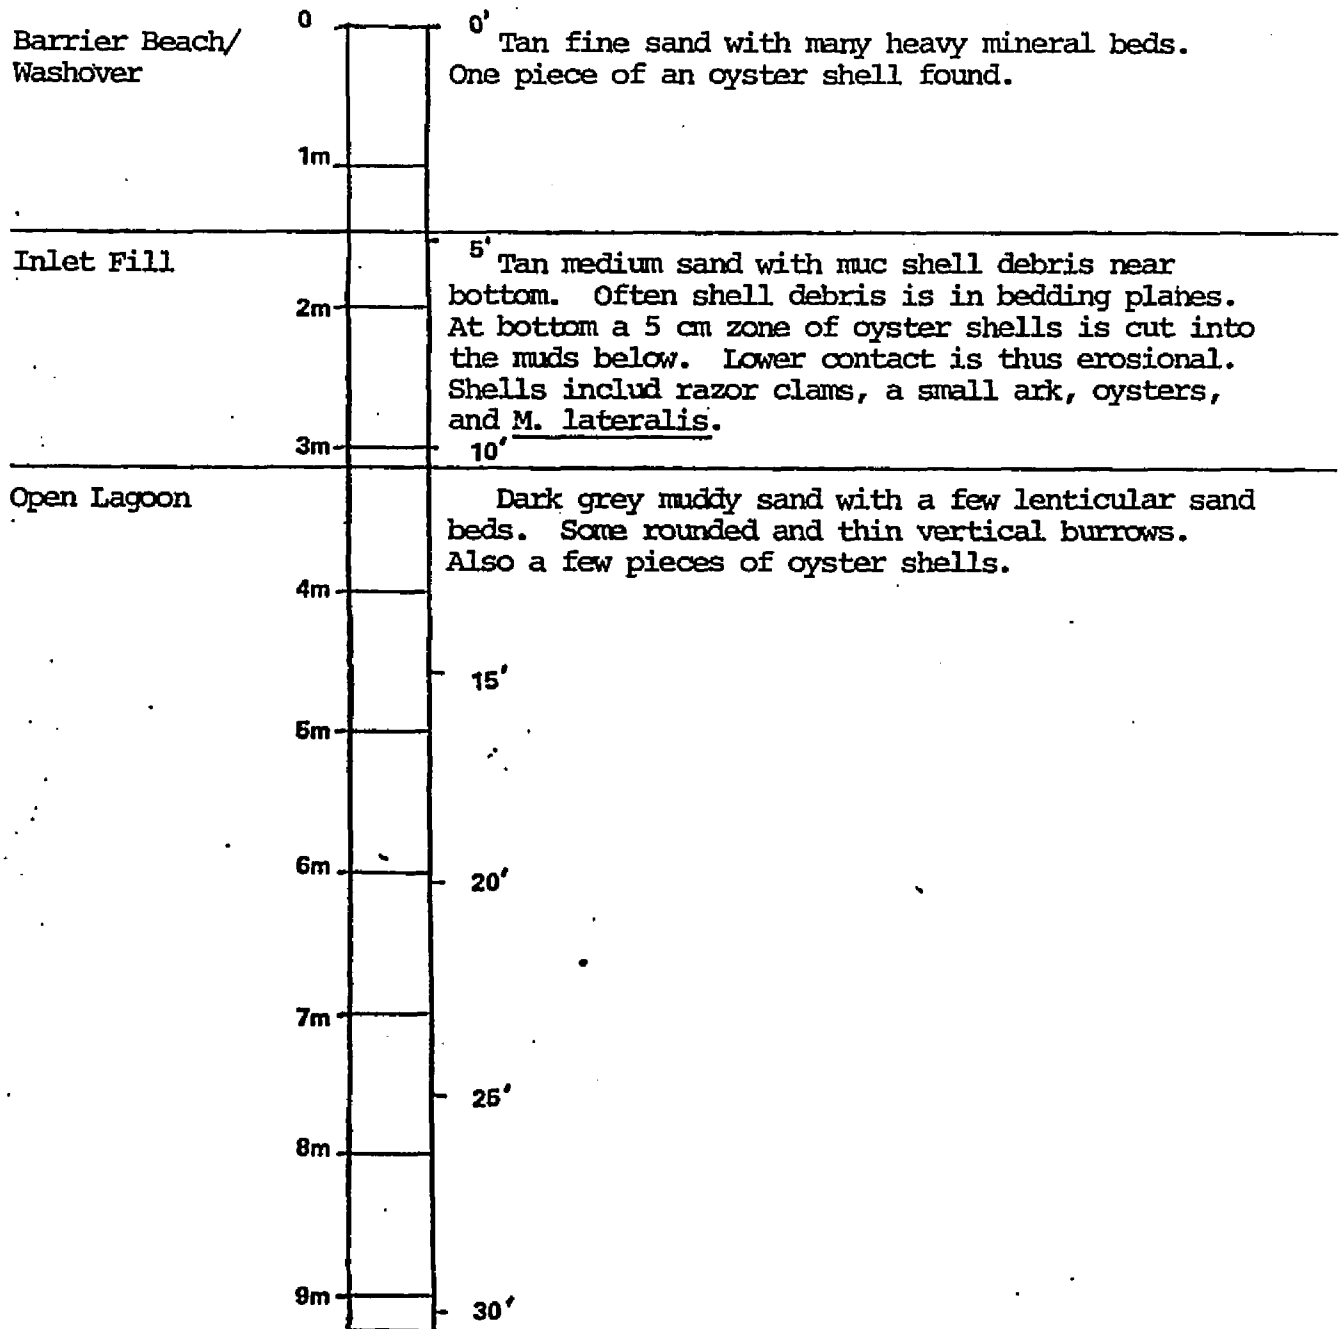 0 0'
Barrier Beach/
Washover
Tan fine sand with many heavy mineral beds.
One piece of an oyster shell found.
1m
Inlet Fill
5'
Tan medium sand with muc shell debris near
bottom. Often shell debris is in bedding planes.
At bottom a 5 cm zone of oyster shells is cut into
the muds below. Lower contact is thus erosional.
Shells includ razor clams, a small ark, oysters,
and M. lateralis.
2m
3m
10'
Open Lagoon
Dark grey muddy sand with a few lenticular sand
beds. Some rounded and thin vertical burrows.
Also a few pieces of oyster shells.
4m
15'
5m
6m
20'
7m
25'
8m
9m
30'